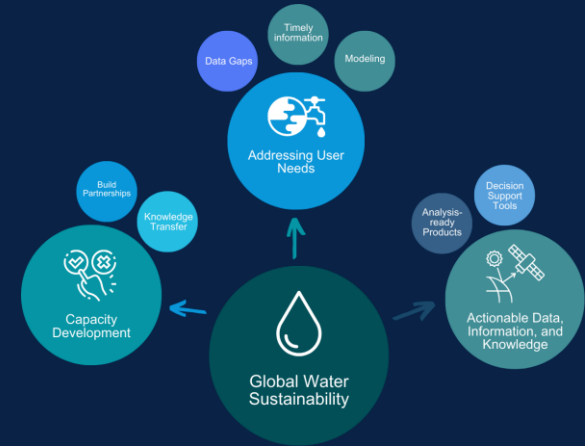 Timely
information
Data Gaps
Modeling
Addressing User
Needs
Build
Partnerships
Knowledge
Transfer
Capacity
Development
Decision
Support
Tools
Analysis-
ready
Products
Actionable Data,
Information, and
Knowledge
Global Water
Sustainability